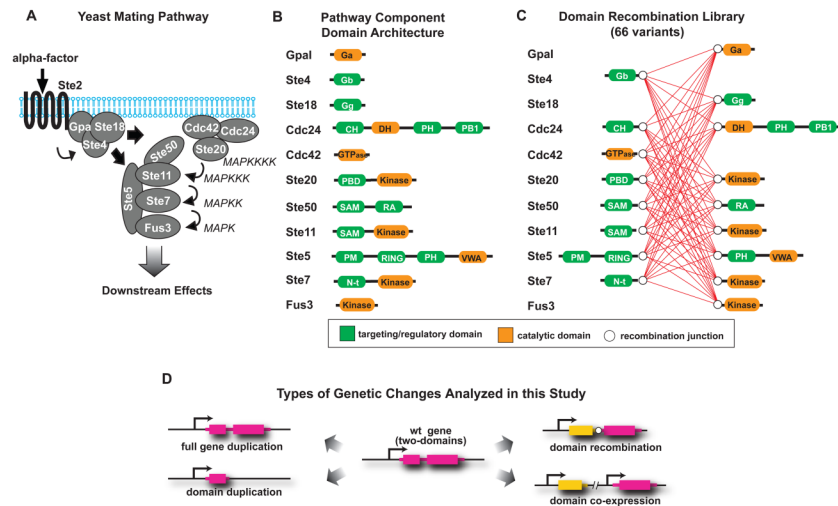 A
Yeast Mating Pathway
alpha-factor
Ste2
Gpa
Ste18
Ste4
Cdc42
Cdc24
Ste20
MAPKKKK
Ste50
Ste5
Ste11
MAPKKK
Ste7
MAPKK
Fus3
MAPK
Downstream Effects
B
Pathway Component
Domain Architecture
GpaI
Ga
Ste4
Gb
Ste18
Gg
Cdc24
CH DH PH PB1
Cdc42
GTPase
Ste20
PBD Kinase
Ste50
SAM RA
Ste11
SAM Kinase
Ste5
PM RING PH VWA
Ste7
N-t Kinase
Fus3
Kinase
C
Domain Recombination Library
(66 variants)
GpaI
Ga
Ste4
Gb
Ste18
Gg
Cdc24
CH DH PH PB1
Cdc42
GTPase
Ste20
PBD Kinase
Ste50
SAM RA
Ste11
SAM Kinase
Ste5
PM RING PH VWA
Ste7
N-t Kinase
Fus3
Kinase
targeting/regulatory domain
catalytic domain
recombination junction
D
Types of Genetic Changes Analyzed in this Study
full gene duplication
domain duplication
wt gene
(two-domains)
domain recombination
domain co-expression